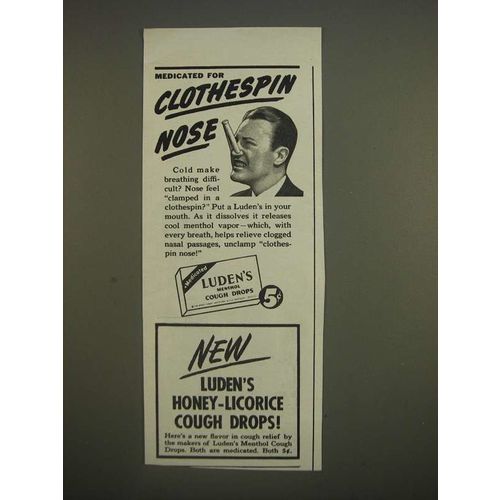 MEDICATED FOR
CLOTHESPIN
NOSE
Cold make
breathing diffi-
cult? Nose feel
"clamped in a
clothespin?" Put a Luden's in your
mouth. As it dissolves it releases
cool menthol vapor—which, with
every breath, helps relieve clogged
nasal passages, unclamp "clothes-
pin nose!"
Medicated
LUDEN'S
MENTHOL
COUGH DROPS
5¢
NEW
LUDEN'S
HONEY-LICORICE
COUGH DROPS!
Here's a new flavor in cough relief by
the makers of Luden's Menthol Cough
Drops. Both are medicated. Both 5¢.